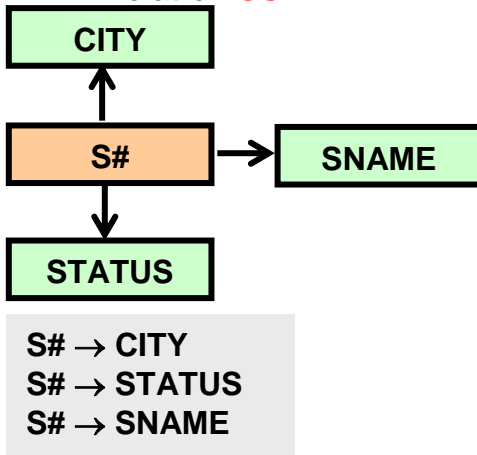 CITY
S#
SNAME
STATUS
S# → CITY
S# → STATUS
S# → SNAME